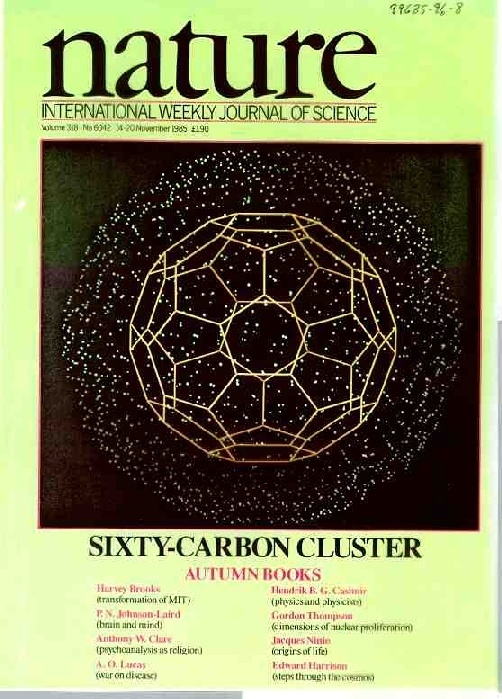 99635-96-8
nature
INTERNATIONAL WEEKLY JOURNAL OF SCIENCE
Volume 318 No 6042 14-20 November 1985 £1.90
SIXTY-CARBON CLUSTER
AUTUMN BOOKS
Harvey Brooks
(transformation of MIT)
P. N. Johnson-Laird
(brain and mind)
Anthony W. Clare
(psychoanalysis as religion)
A. O. Lucas
(war on disease)
Hendrik B. G. Casimir
(physics and physicists)
Gordon Thompson
(dimensions of nuclear proliferation)
Jacques Ninio
(origins of life)
Edward Harrison
(steps through the cosmos)